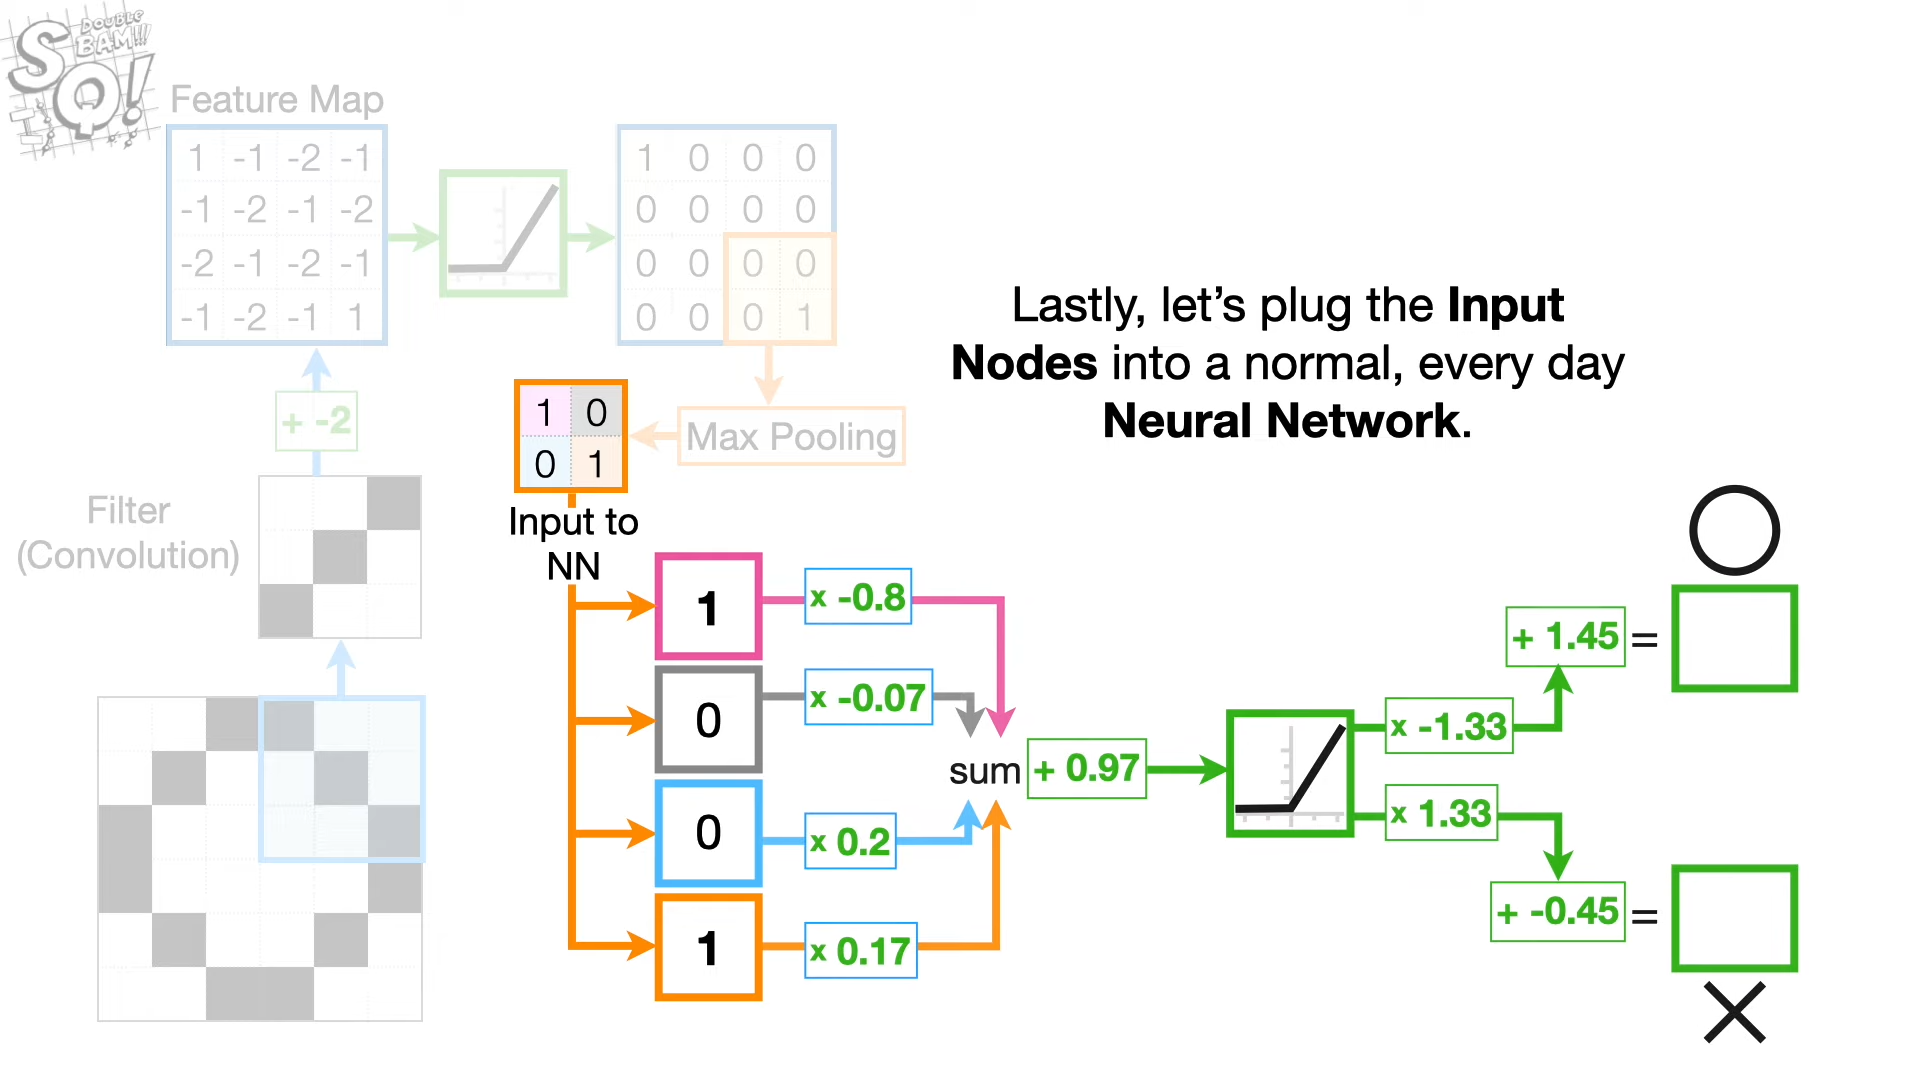 DOUBLE
BAM!!!
SQ!
Feature Map
1 -1 -2 -1
-1 -2 -1 -2
-2 -1 -2 -1
-1 -2 -1 1
1 0 0 0
0 0 0 0
0 0 0 0
0 0 0 1
Lastly, let’s plug the Input
Nodes into a normal, every day
Neural Network.
+ -2
1 0
0 1
Max Pooling
Filter
(Convolution)
Input to
NN
1
x -0.8
0
x -0.07
0
x 0.2
1
x 0.17
sum
+ 0.97
x -1.33
+ 1.45 =
x 1.33
+ -0.45 =